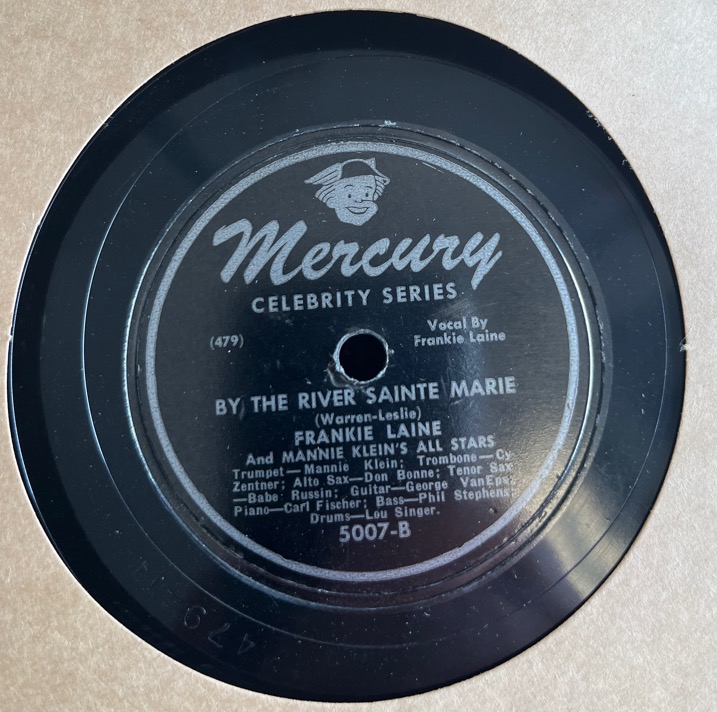 Mercury
CELEBRITY SERIES
(479)
Vocal By
Frankie Laine
BY THE RIVER SAINTE MARIE
(Warren-Leslie)
FRANKIE LAINE
And MANNIE KLEIN'S ALL STARS
Trumpet—Mannie Klein; Trombone—Cy
Zentner; Alto Sax—Don Bonne; Tenor Sax
—Babe Russin; Guitar—George VanEps;
Piano—Carl Fischer; Bass—Phil Stephens;
Drums—Lou Singer.
5007-B
479